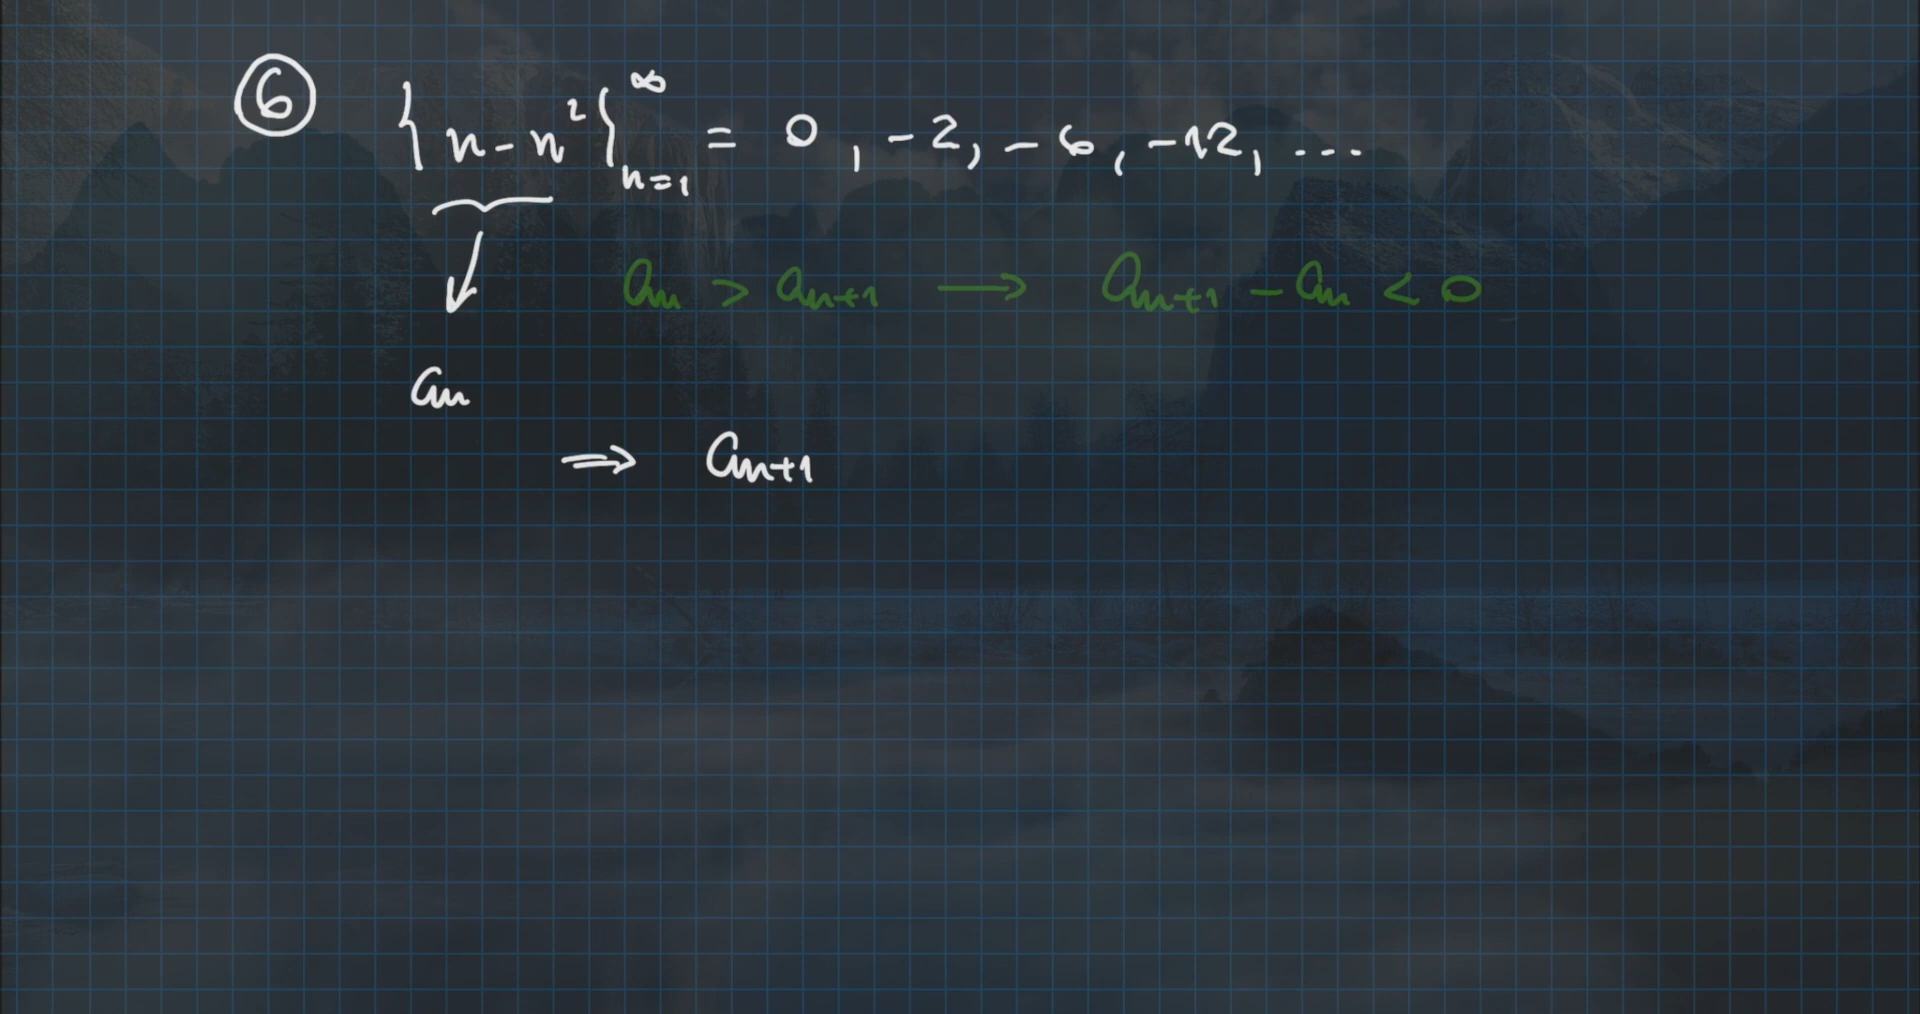 ⑥ {n-n²}∞n=1 = 0, -2, -6, -12, ...
an > an+1 → an+1 - an < 0
an
⇒ an+1